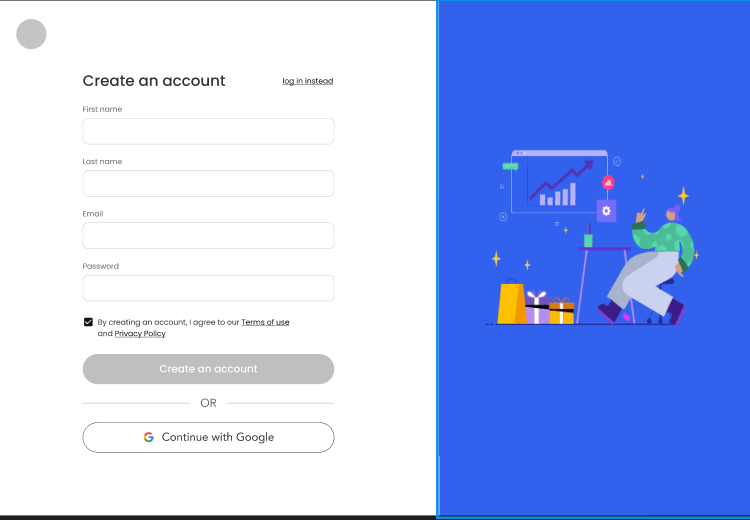 Create an account
log in instead
First name
Last name
Email
Password
By creating an account, I agree to our Terms of use
and Privacy Policy
Create an account
OR
Continue with Google